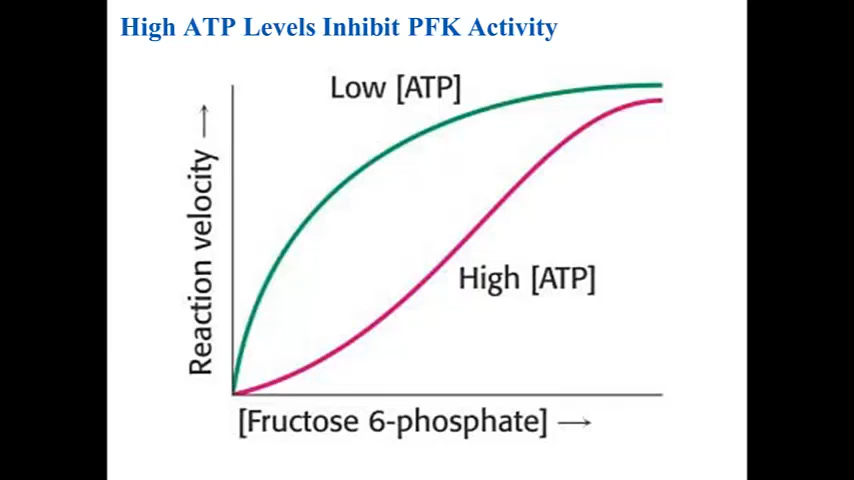 High ATP Levels Inhibit PFK Activity
Low [ATP]
Reaction velocity →
High [ATP]
[Fructose 6-phosphate] →